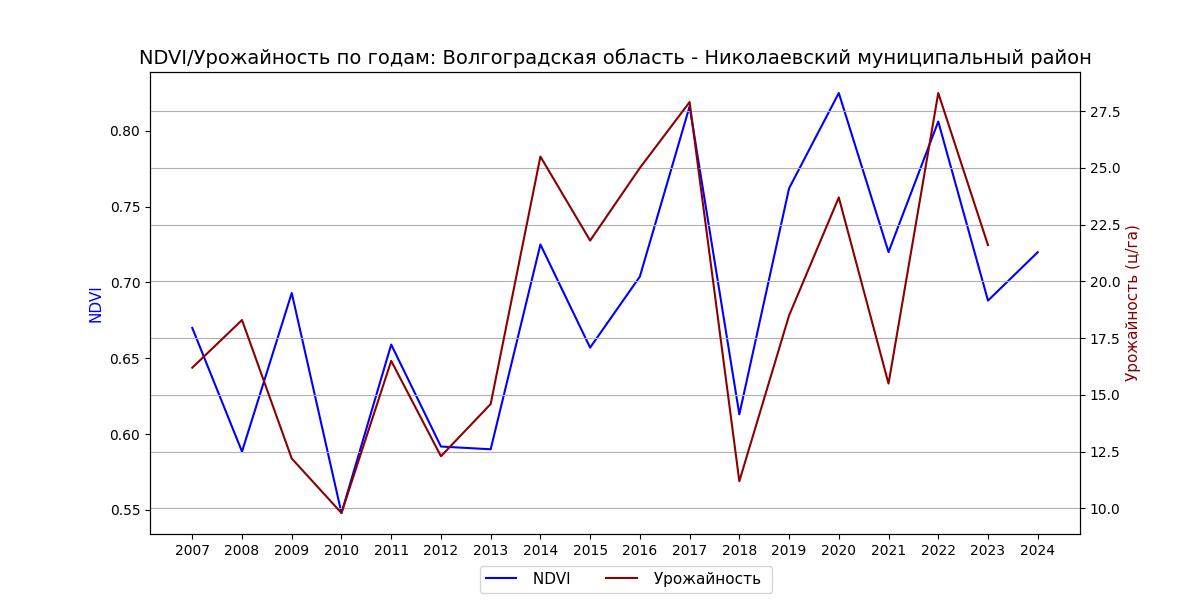 NDVI/Урожайность по годам: Волгоградская область - Николаевский муниципальный район
NDVI
0.80
0.75
0.70
0.65
0.60
0.55
27.5
25.0
22.5
20.0
17.5
15.0
12.5
10.0
Урожайность (ц/га)
2007 2008 2009 2010 2011 2012 2013 2014 2015 2016 2017 2018 2019 2020 2021 2022 2023 2024
NDVI Урожайность